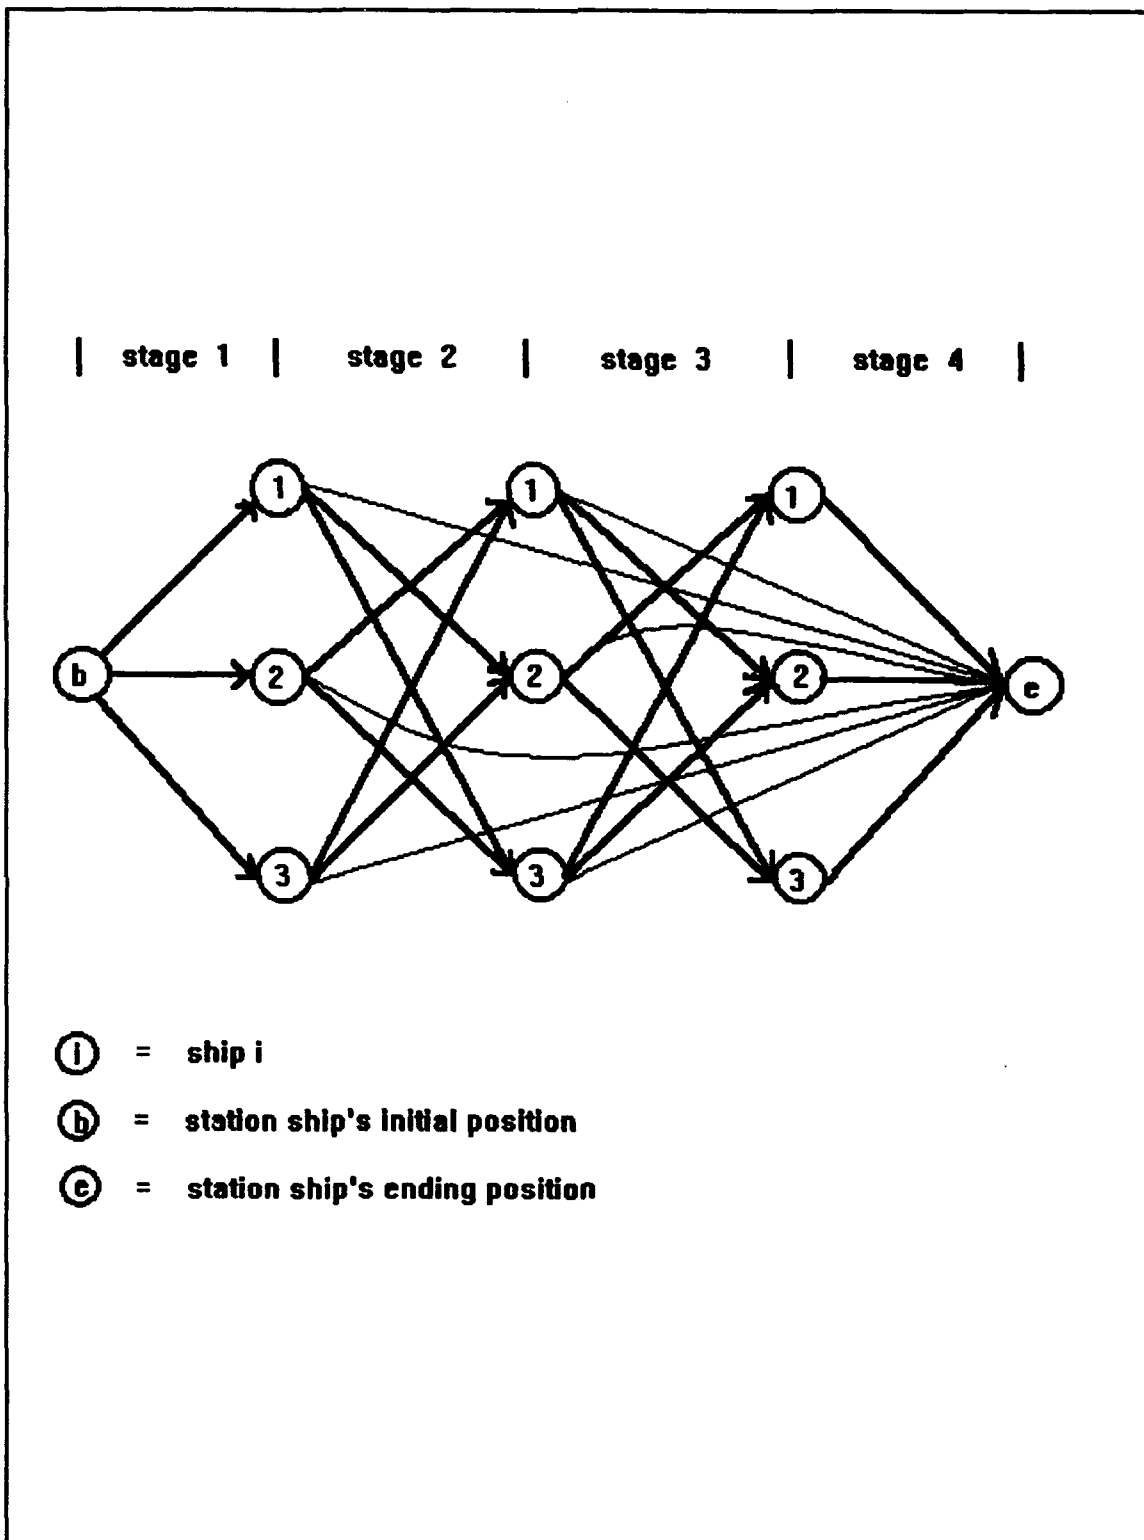 | stage 1 | stage 2 | stage 3 | stage 4 |
1 1 1
b 2 2 2 e
3 3 3
i = ship i
b = station ship's initial position
e = station ship's ending position